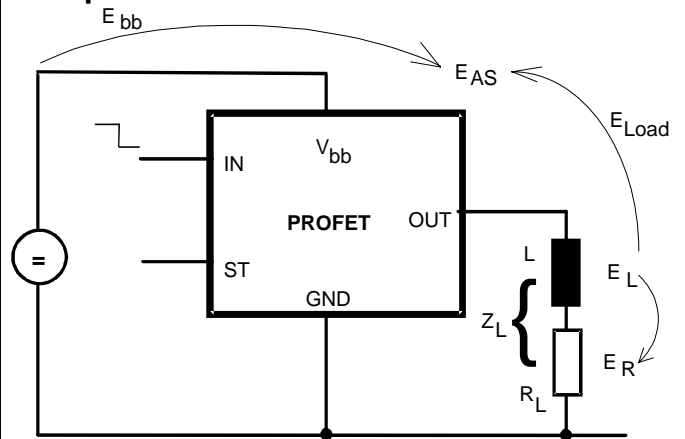 E bb
E AS
E Load
V bb
IN
PROFET
OUT
ST
GND
L
E L
Z L
{
E R
R L
=